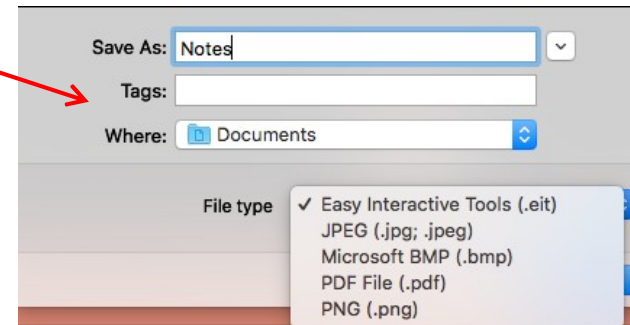 Save As: Notes
Tags:
Where: Documents
File type ✓ Easy Interactive Tools (.eit)
JPEG (.jpg; .jpeg)
Microsoft BMP (.bmp)
PDF File (.pdf)
PNG (.png)